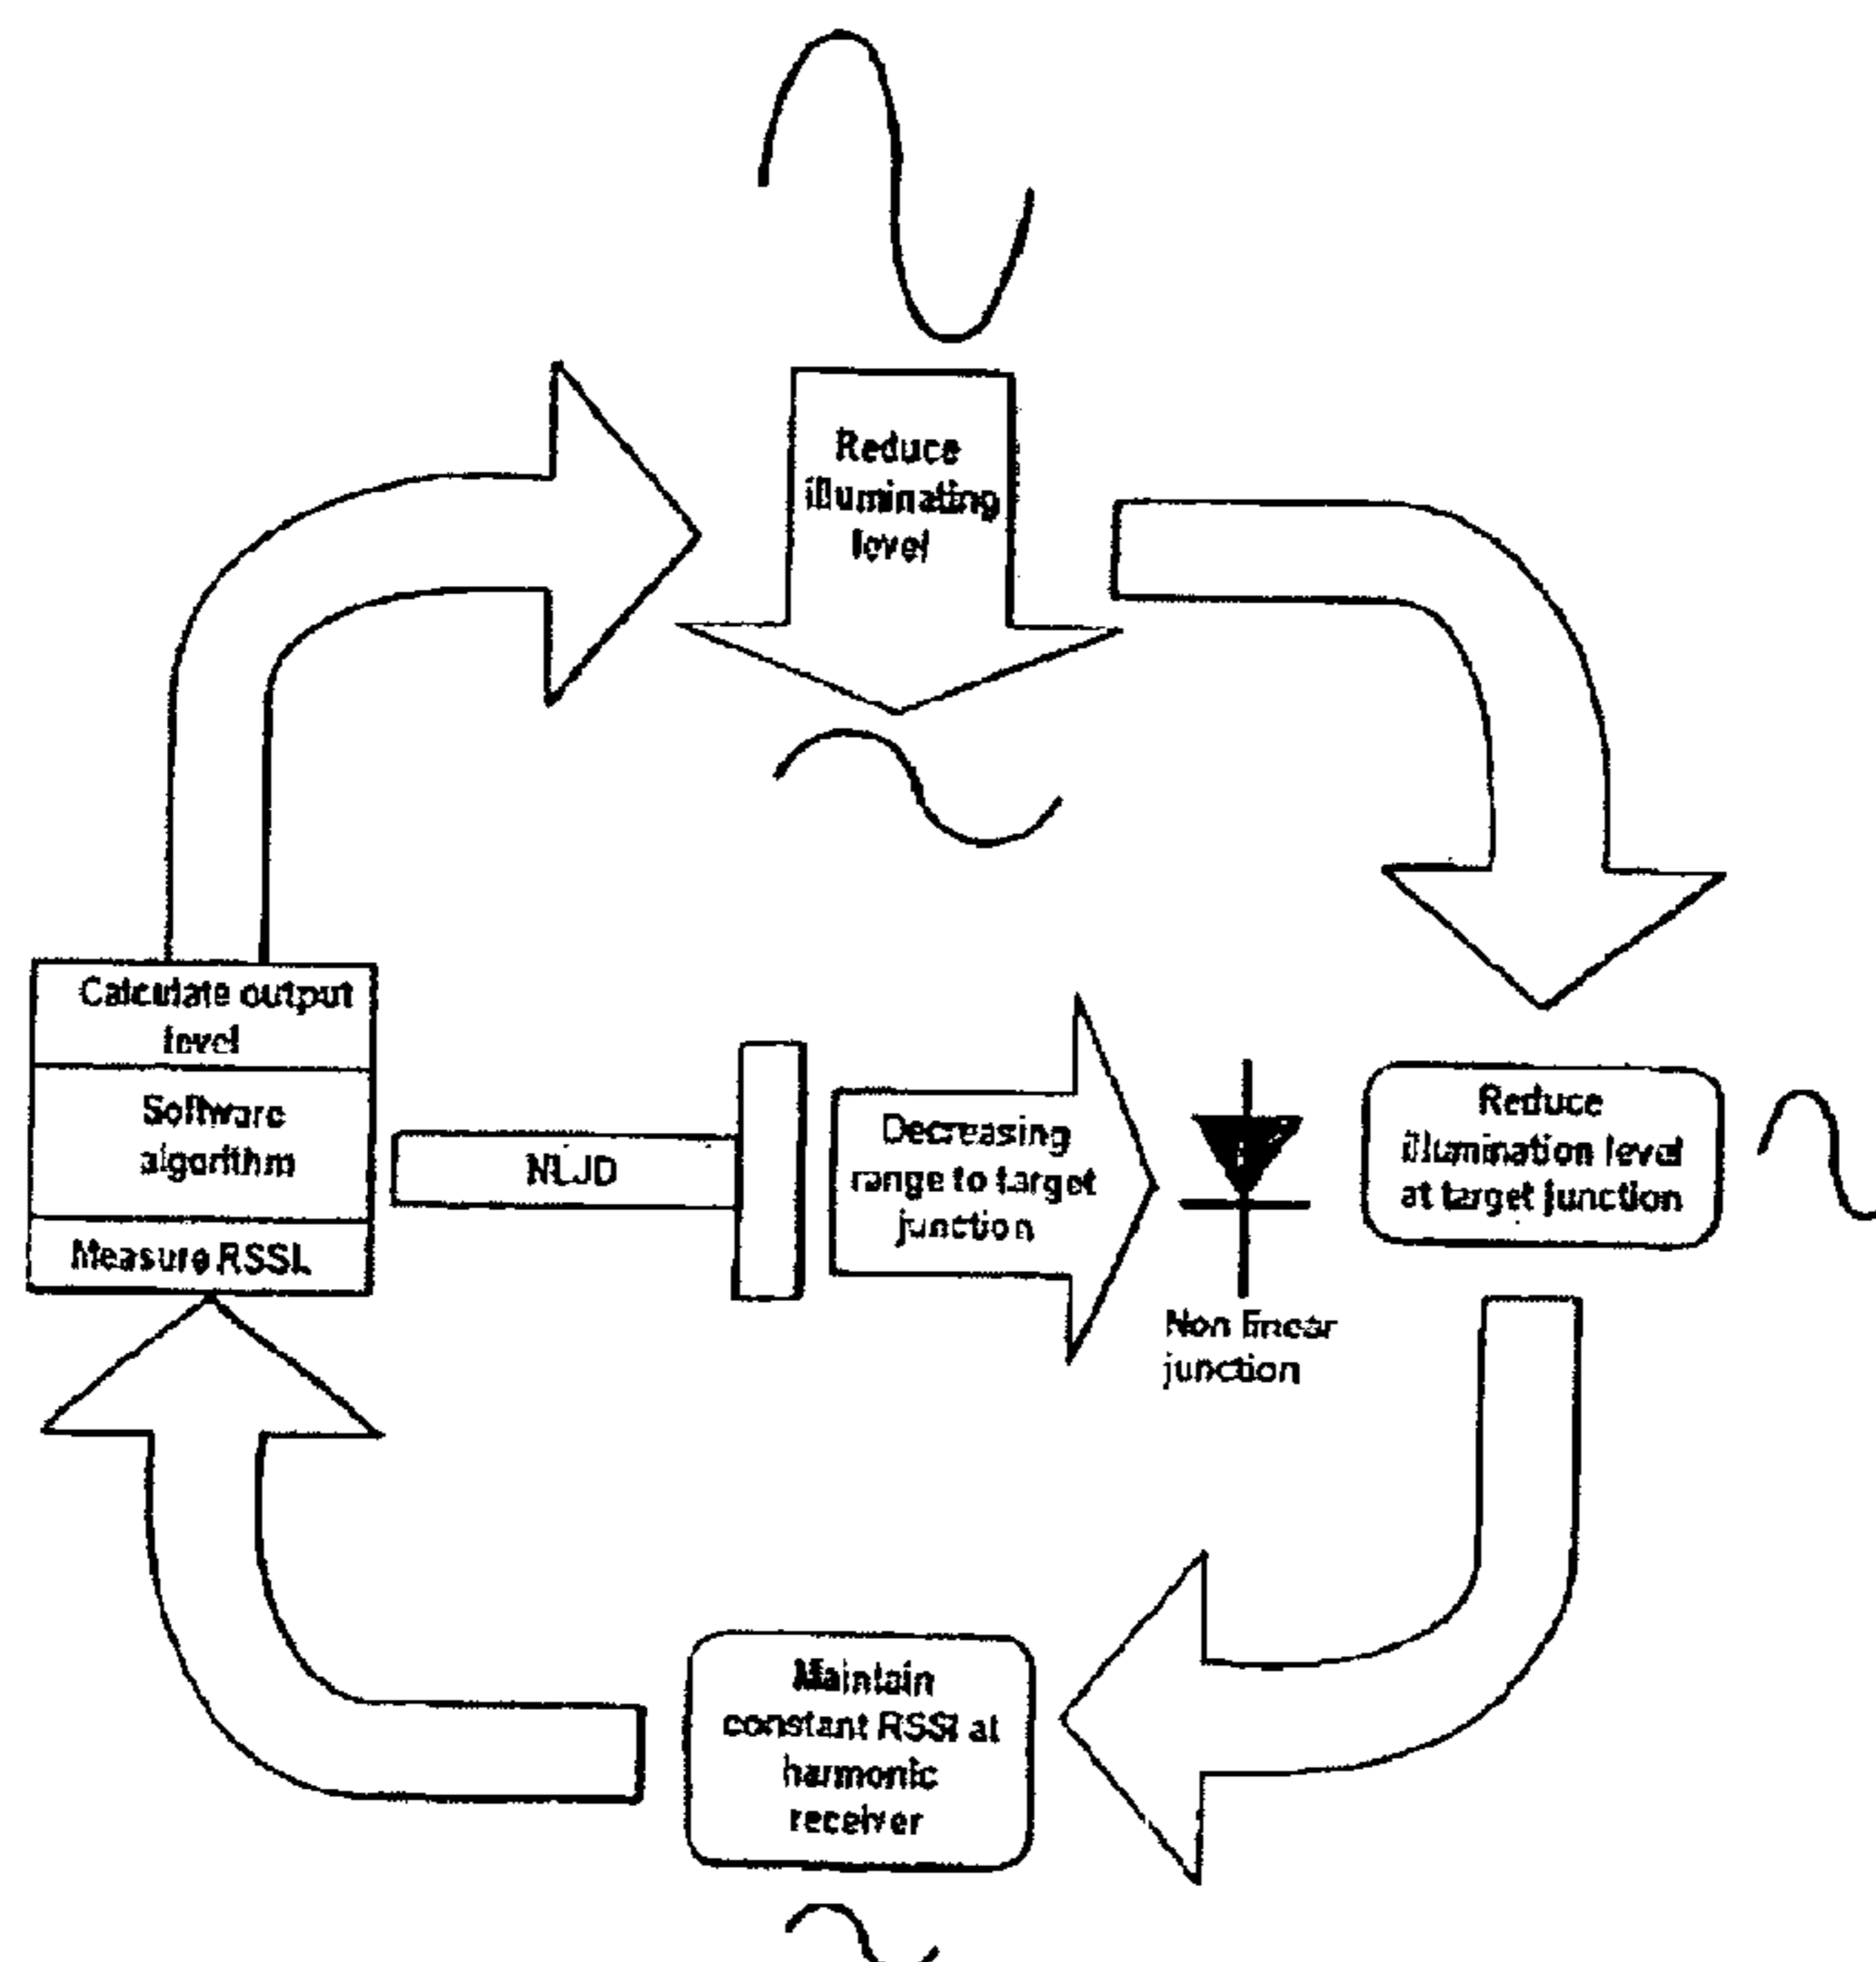 Reduce
illuminating
level
Calculate output
level
Software
algorithm
Measure RSSI.
NLJD
Decreasing
range to target
junction
Non linear
junction
Reduce
illumination level
at target junction
Maintain
constant RSSI at
harmonic
receiver